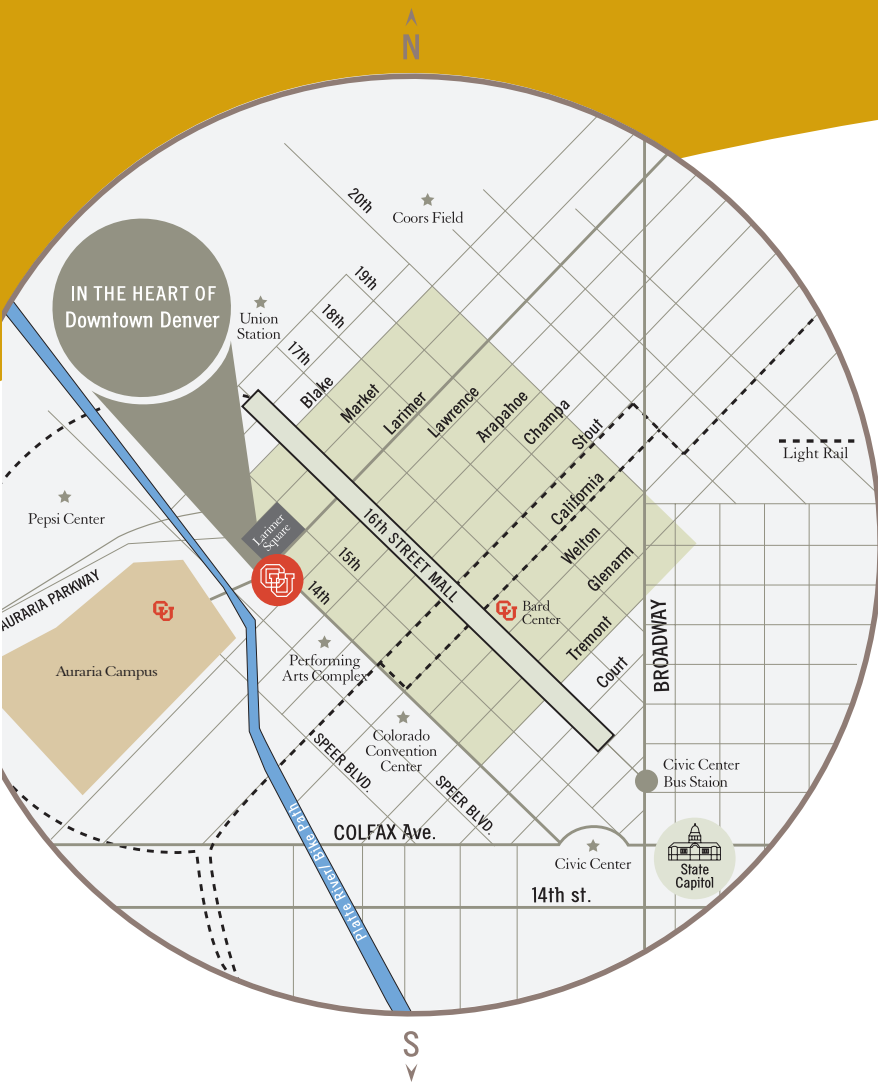 N
20th
Coors Field
19th
IN THE HEART OF
Downtown Denver
Union
Station
18th
17th
Blake
Market
Larimer
Lawrence
Arapahoe
Champa
Stout
Light Rail
Pepsi Center
California
Larimer
Square
16th STREET MALL
Welton
15th
Glenarm
AURARIA PARKWAY
CU
14th
CU
CU
Bard
Center
Tremont
BROADWAY
Auraria Campus
Performing
Arts Complex
Court
Colorado
Convention
Center
SPEER BLVD.
SPEER BLVD.
Civic Center
Bus Staion
COLFAX Ave.
Platte River/ Bike Path
Civic Center
State
Capitol
14th st.
S